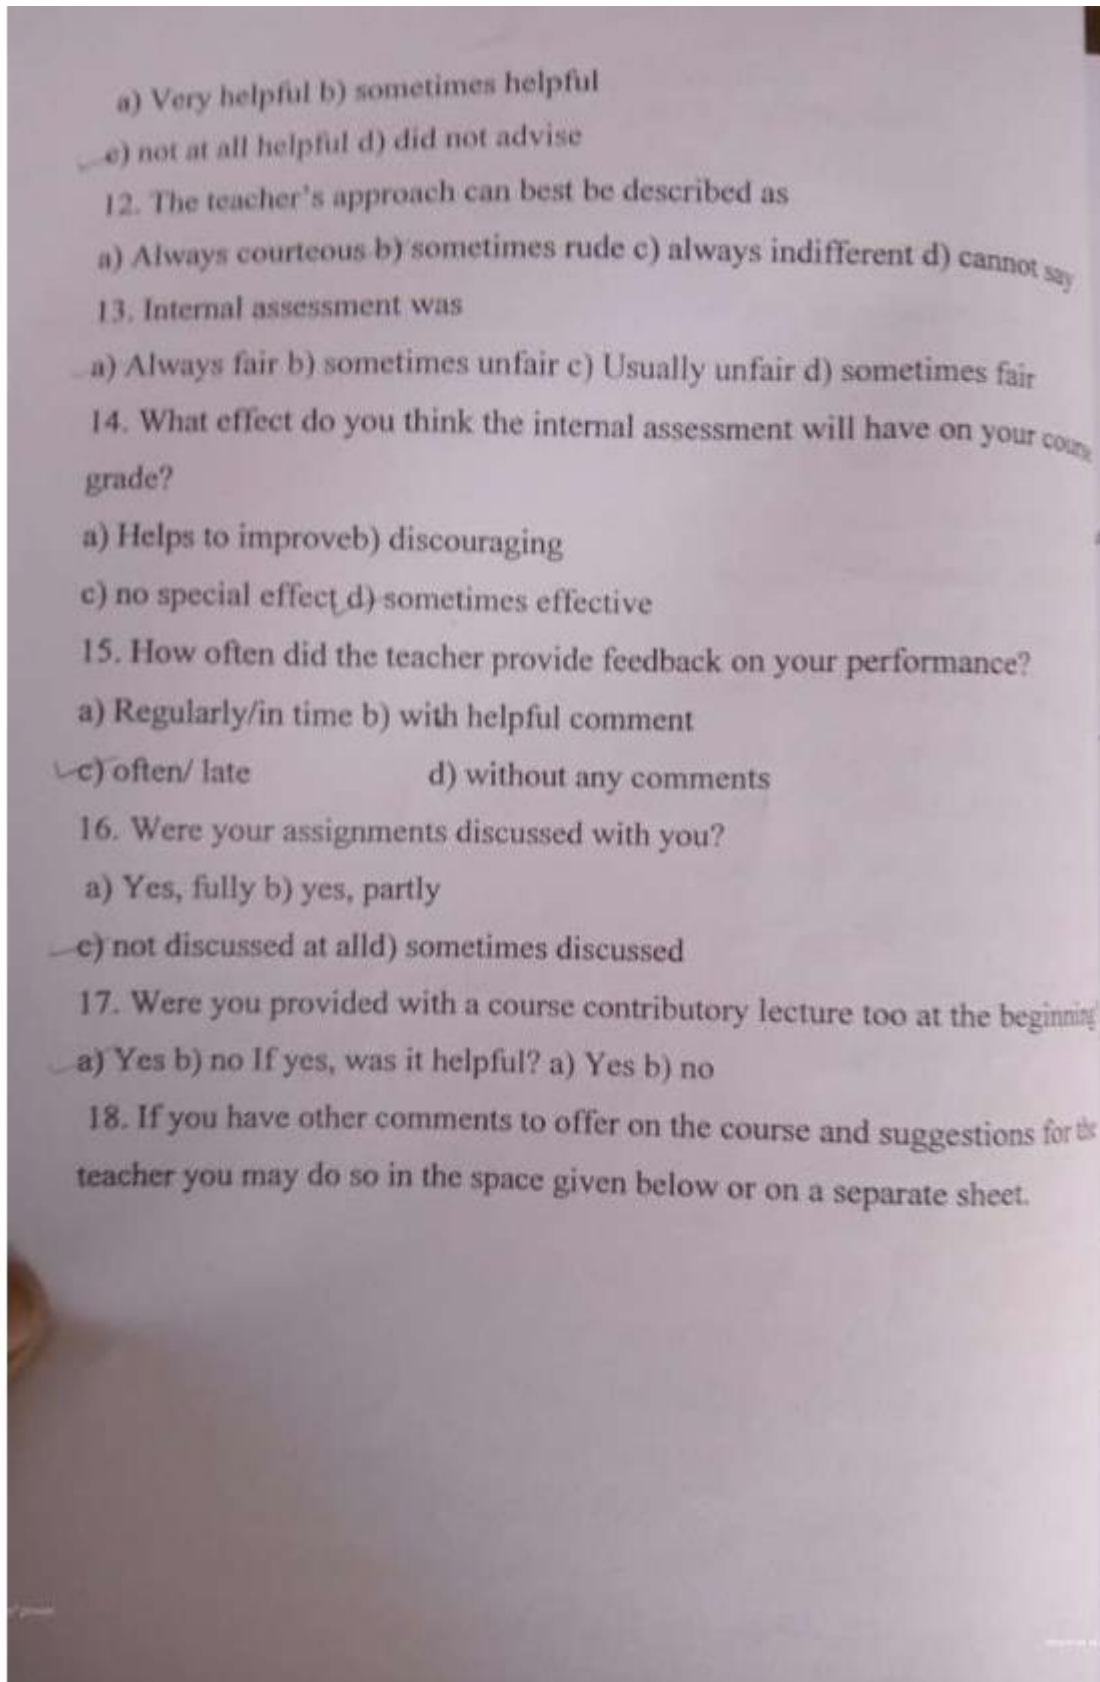 a) Very helpful b) sometimes helpful
c) not at all helpful d) did not advise
12. The teacher's approach can best be described as
a) Always courteous b) sometimes rude c) always indifferent d) cannot say
13. Internal assessment was
a) Always fair b) sometimes unfair c) Usually unfair d) sometimes fair
14. What effect do you think the internal assessment will have on your course
grade?
a) Helps to improveb) discouraging
c) no special effect d) sometimes effective
15. How often did the teacher provide feedback on your performance?
a) Regularly/in time b) with helpful comment
c) often/ late d) without any comments
16. Were your assignments discussed with you?
a) Yes, fully b) yes, partly
c) not discussed at alld) sometimes discussed
17. Were you provided with a course contributory lecture too at the beginning
a) Yes b) no If yes, was it helpful? a) Yes b) no
18. If you have other comments to offer on the course and suggestions for the
teacher you may do so in the space given below or on a separate sheet.